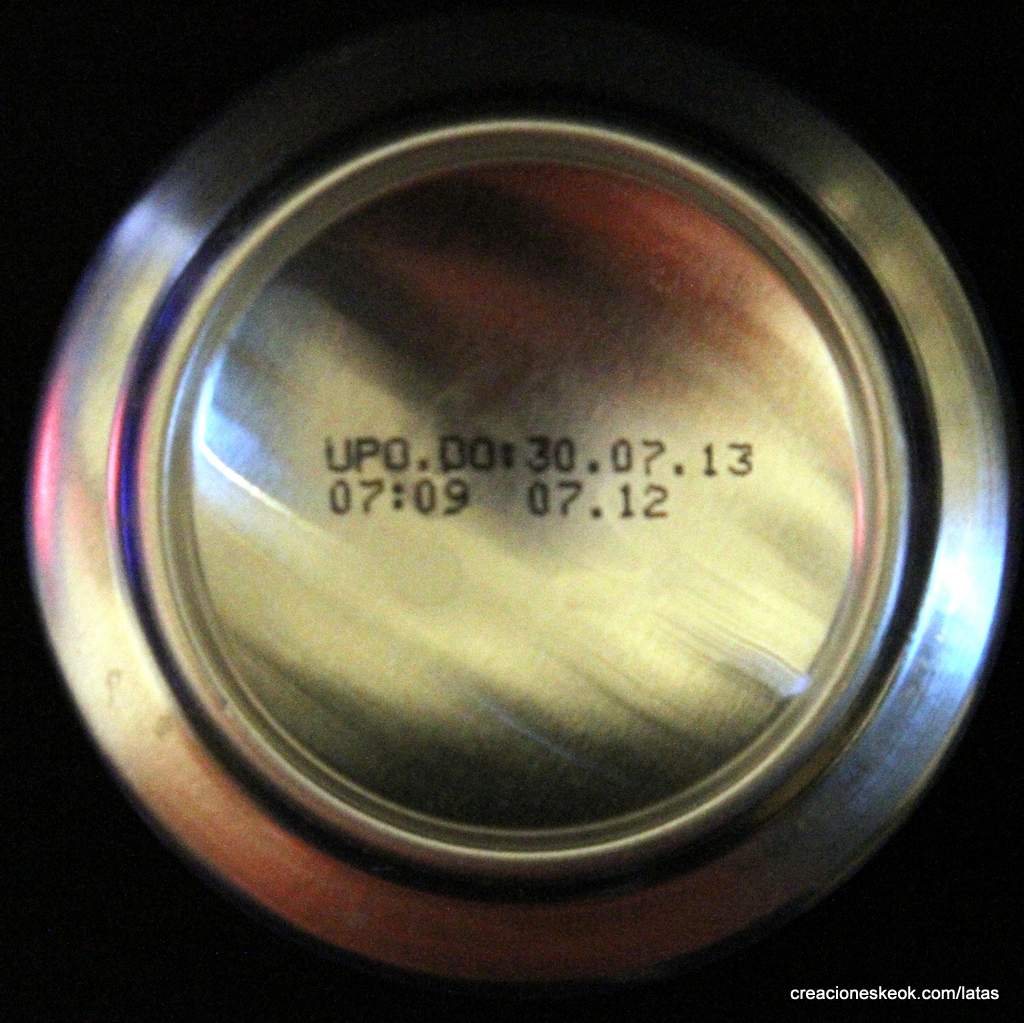 UPO.DO:30.07.13
07:09 07.12
creacioneskeok.com/latas